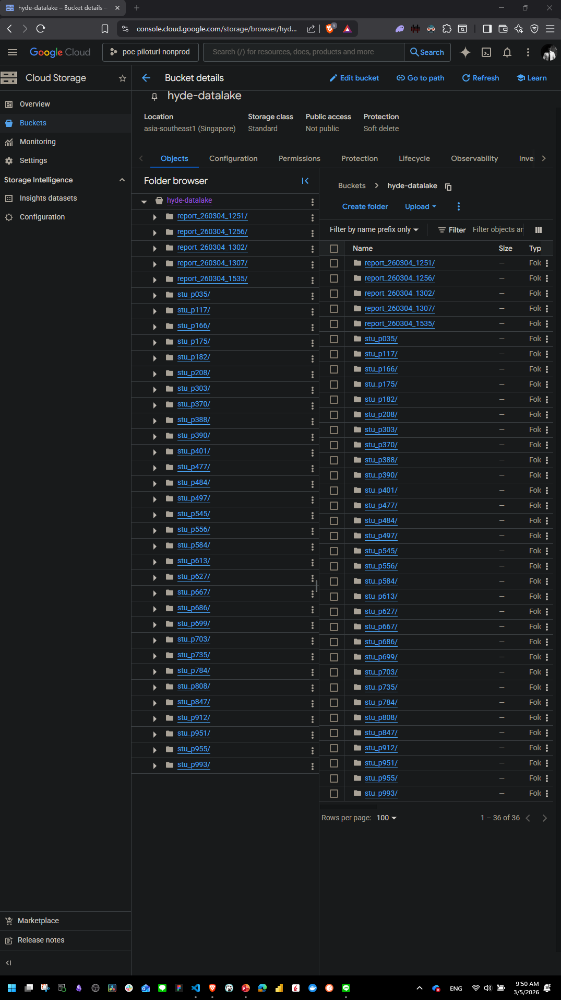 hyde-datalake – Bucket details –
console.cloud.google.com/storage/browser/hyd...
1
Google Cloud
poc-piloturl-nonprod
Search (/) for resources, docs, products and more
Search
Cloud Storage
Bucket details
Edit bucket
Go to path
Refresh
Learn
Overview
Buckets
Monitoring
Settings
Storage Intelligence
Insights datasets
Configuration
hyde-datalake
Location Storage class Public access Protection
asia-southeast1 (Singapore) Standard Not public Soft delete
Objects Configuration Permissions Protection Lifecycle Observability Inve
Folder browser
hyde-datalake
report_260304_1251/
report_260304_1256/
report_260304_1302/
report_260304_1307/
report_260304_1535/
stu_p035/
stu_p117/
stu_p166/
stu_p175/
stu_p182/
stu_p208/
stu_p303/
stu_p370/
stu_p388/
stu_p390/
stu_p401/
stu_p477/
stu_p484/
stu_p497/
stu_p545/
stu_p556/
stu_p584/
stu_p613/
stu_p627/
stu_p667/
stu_p686/
stu_p699/
stu_p703/
stu_p735/
stu_p784/
stu_p808/
stu_p847/
stu_p912/
stu_p951/
stu_p955/
stu_p993/
Buckets hyde-datalake
Create folder Upload
Filter by name prefix only Filter Filter objects an
Name Size Typ
report_260304_1251/ — Fol
report_260304_1256/ — Fol
report_260304_1302/ — Fol
report_260304_1307/ — Fol
report_260304_1535/ — Fol
stu_p035/ — Fol
stu_p117/ — Fol
stu_p166/ — Fol
stu_p175/ — Fol
stu_p182/ — Fol
stu_p208/ — Fol
stu_p303/ — Fol
stu_p370/ — Fol
stu_p388/ — Fol
stu_p390/ — Fol
stu_p401/ — Fol
stu_p477/ — Fol
stu_p484/ — Fol
stu_p497/ — Fol
stu_p545/ — Fol
stu_p556/ — Fol
stu_p584/ — Fol
stu_p613/ — Fol
stu_p627/ — Fol
stu_p667/ — Fol
stu_p686/ — Fol
stu_p699/ — Fol
stu_p703/ — Fol
stu_p735/ — Fol
stu_p784/ — Fol
stu_p808/ — Fol
stu_p847/ — Fol
stu_p912/ — Fol
stu_p951/ — Fol
stu_p955/ — Fol
stu_p993/ — Fol
Rows per page: 100 1 – 36 of 36
Marketplace
Release notes
ENG
9:50 AM
3/5/2026